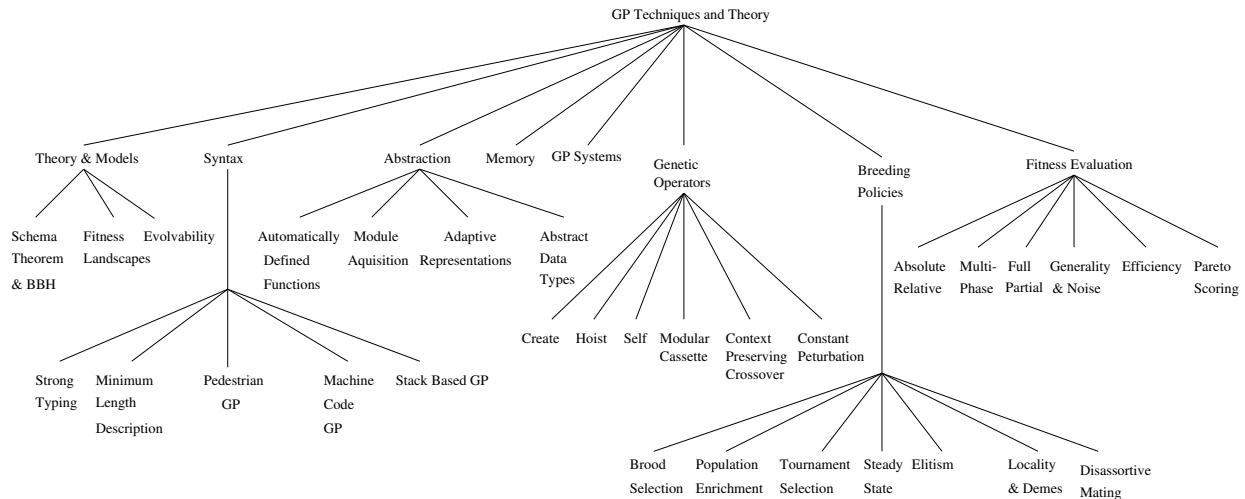 GP Techniques and Theory
Theory & Models
Syntax
Abstraction
Memory
GP Systems
Genetic
Operators
Breeding
Policies
Fitness Evaluation
Schema
Theorem
& BBH
Fitness
Landscapes
Evolvability
Automatically
Defined
Functions
Module
Aquisition
Adaptive
Representations
Abstract
Data
Types
Absolute
Relative
Multi-
Phase
Full
Partial
Generality
& Noise
Efficiency
Pareto
Scoring
Create
Hoist
Self
Modular
Cassette
Context
Preserving
Crossover
Constant
Peturbation
Strong
Typing
Minimum
Length
Description
Pedestrian
GP
Machine
Code
GP
Stack Based GP
Brood
Selection
Population
Enrichment
Tournament
Selection
Steady
State
Elitism
Locality
& Demes
Disassortive
Mating